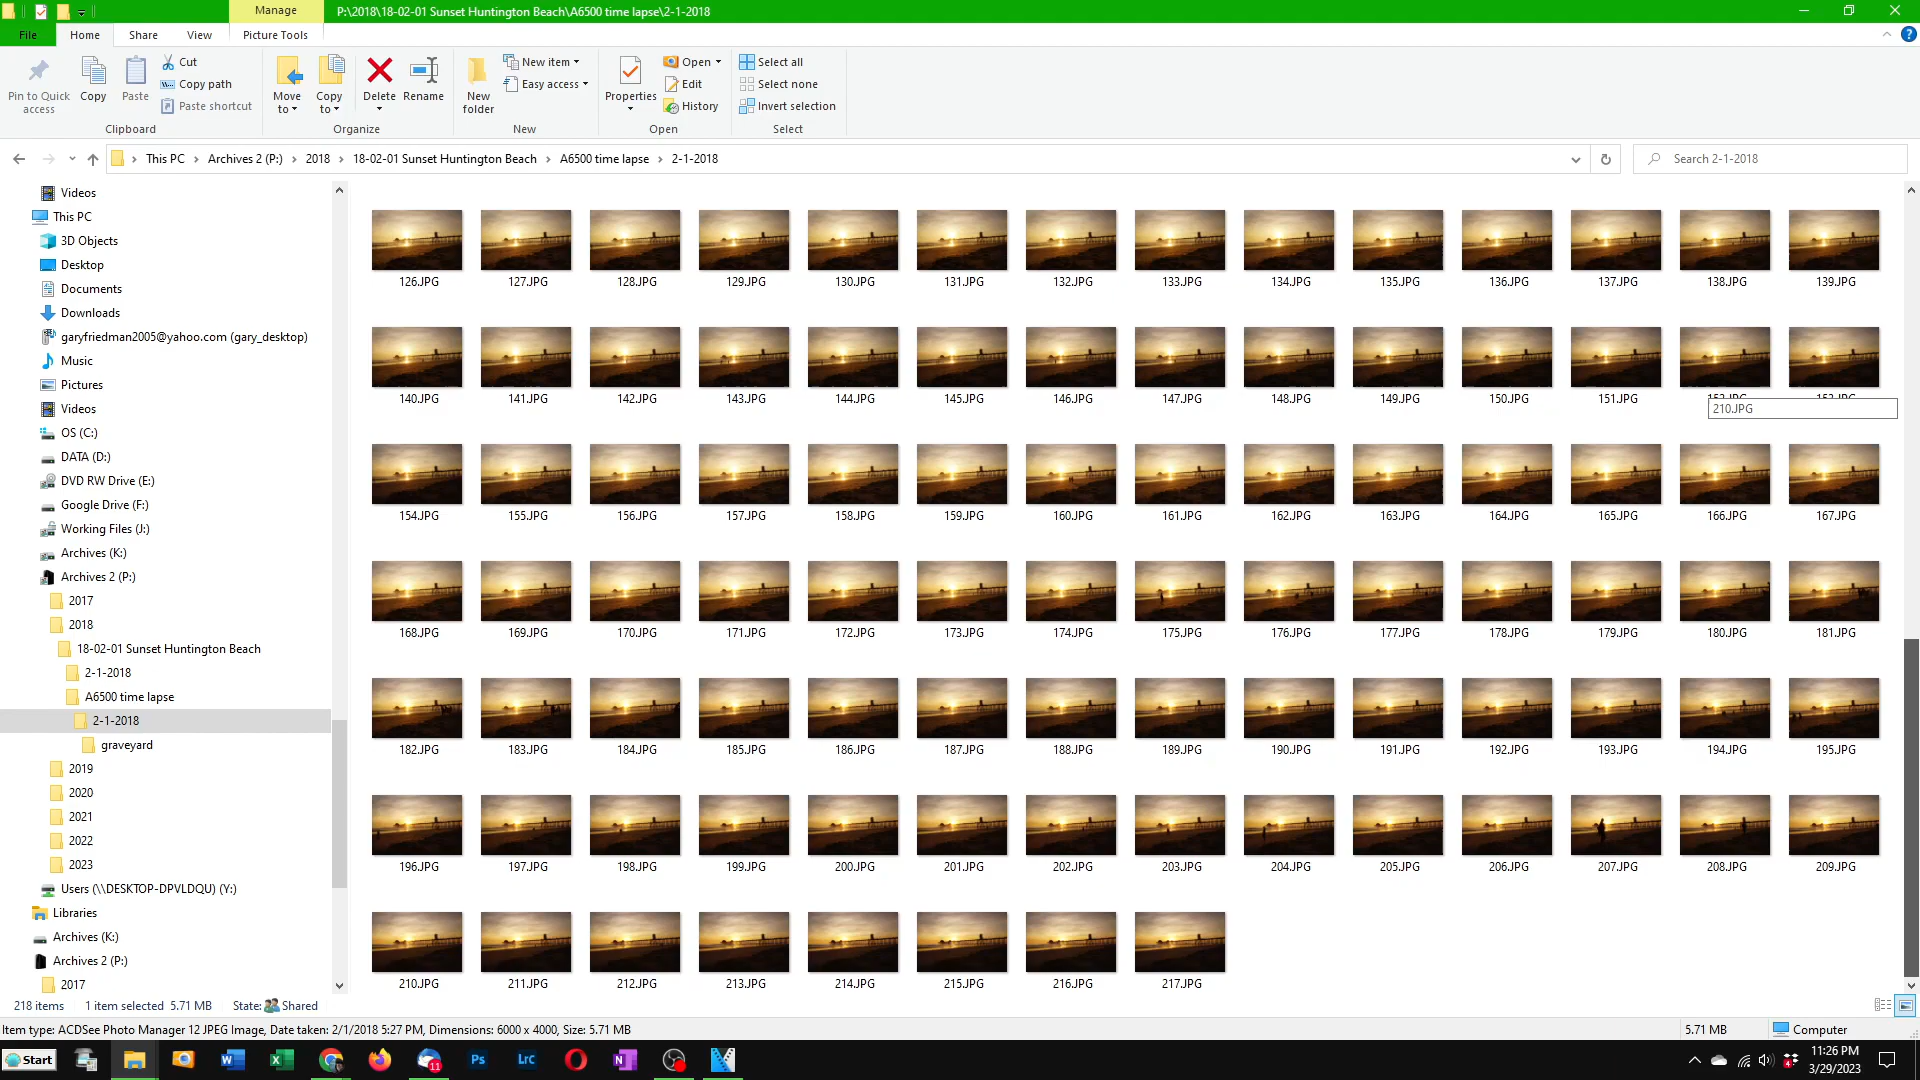 Manage
P:\2018\18-02-01 Sunset Huntington Beach\A6500 time lapse\2-1-2018
File
Home
Share
View
Picture Tools
Pin to Quick access
Copy
Paste
Cut
Copy path
Paste shortcut
Clipboard
Move to
Copy to
Delete
Rename
Organize
New folder
New item
Easy access
New
Properties
Open
Edit
History
Open
Select all
Select none
Invert selection
Select
This PC
Archives 2 (P:)
2018
18-02-01 Sunset Huntington Beach
A6500 time lapse
2-1-2018
Search 2-1-2018
Videos
This PC
3D Objects
Desktop
Documents
Downloads
garyfriedman2005@yahoo.com (gary_desktop)
Music
Pictures
Videos
OS (C:)
DATA (D:)
DVD RW Drive (E:)
Google Drive (F:)
Working Files (J:)
Archives (K:)
Archives 2 (P:)
2017
2018
18-02-01 Sunset Huntington Beach
2-1-2018
A6500 time lapse
2-1-2018
graveyard
2019
2020
2021
2022
2023
Users (\\DESKTOP-DPVLDQU) (Y:)
Libraries
Archives (K:)
Archives 2 (P:)
2017
126.JPG 127.JPG 128.JPG 129.JPG 130.JPG 131.JPG 132.JPG 133.JPG 134.JPG 135.JPG 136.JPG 137.JPG 138.JPG 139.JPG
140.JPG 141.JPG 142.JPG 143.JPG 144.JPG 145.JPG 146.JPG 147.JPG 148.JPG 149.JPG 150.JPG 151.JPG 152.JPG 153.JPG
210.JPG
154.JPG 155.JPG 156.JPG 157.JPG 158.JPG 159.JPG 160.JPG 161.JPG 162.JPG 163.JPG 164.JPG 165.JPG 166.JPG 167.JPG
168.JPG 169.JPG 170.JPG 171.JPG 172.JPG 173.JPG 174.JPG 175.JPG 176.JPG 177.JPG 178.JPG 179.JPG 180.JPG 181.JPG
182.JPG 183.JPG 184.JPG 185.JPG 186.JPG 187.JPG 188.JPG 189.JPG 190.JPG 191.JPG 192.JPG 193.JPG 194.JPG 195.JPG
196.JPG 197.JPG 198.JPG 199.JPG 200.JPG 201.JPG 202.JPG 203.JPG 204.JPG 205.JPG 206.JPG 207.JPG 208.JPG 209.JPG
210.JPG 211.JPG 212.JPG 213.JPG 214.JPG 215.JPG 216.JPG 217.JPG
218 items 1 item selected 5.71 MB State: Shared
Item type: ACDSee Photo Manager 12 JPEG Image, Date taken: 2/1/2018 5:27 PM, Dimensions: 6000 x 4000, Size: 5.71 MB
5.71 MB
Computer
Start
W
X
11
Ps
LrC
N
4
11:26 PM
3/29/2023